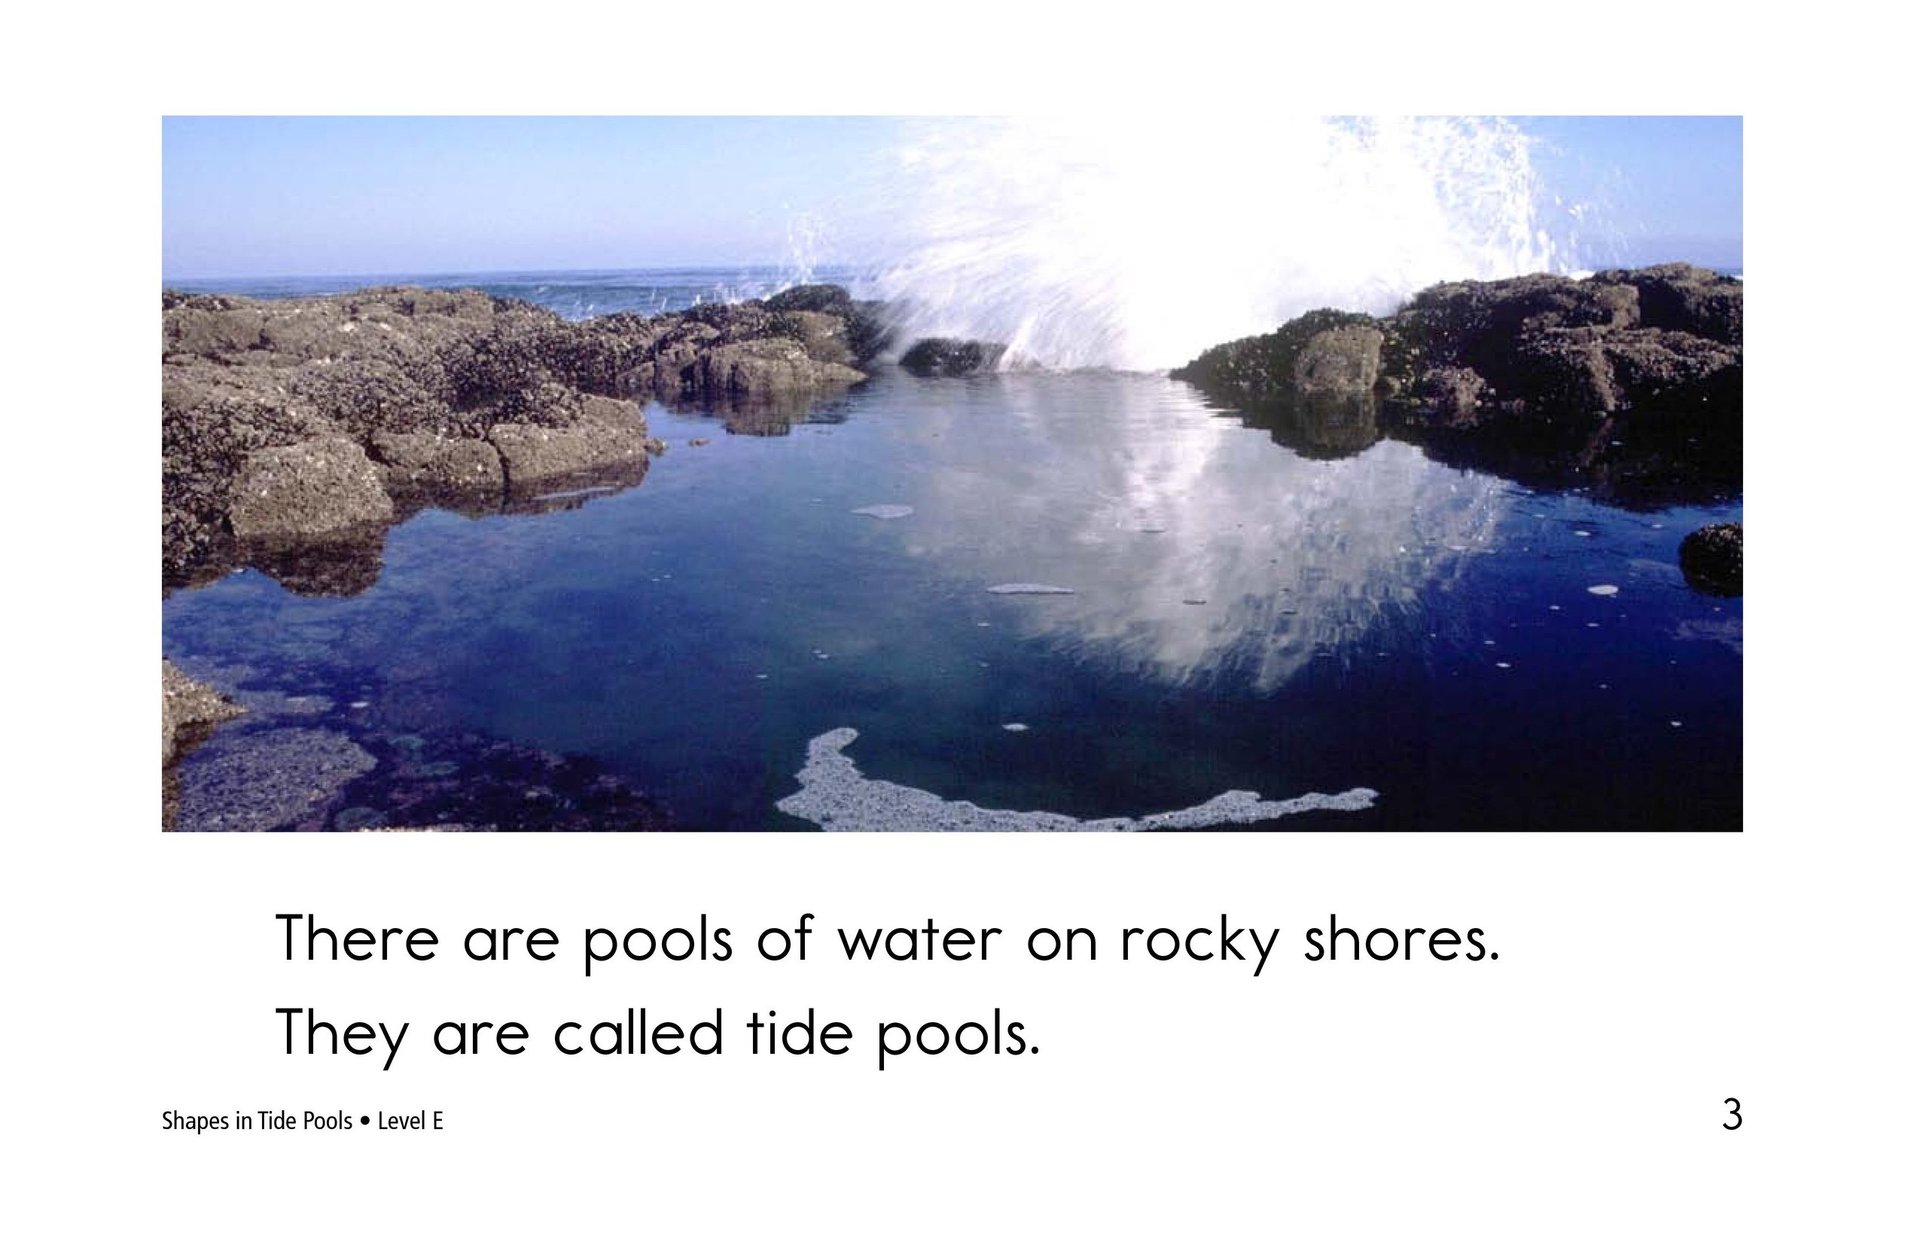 There are pools of water on rocky shores.
They are called tide pools.
Shapes in Tide Pools • Level E
3